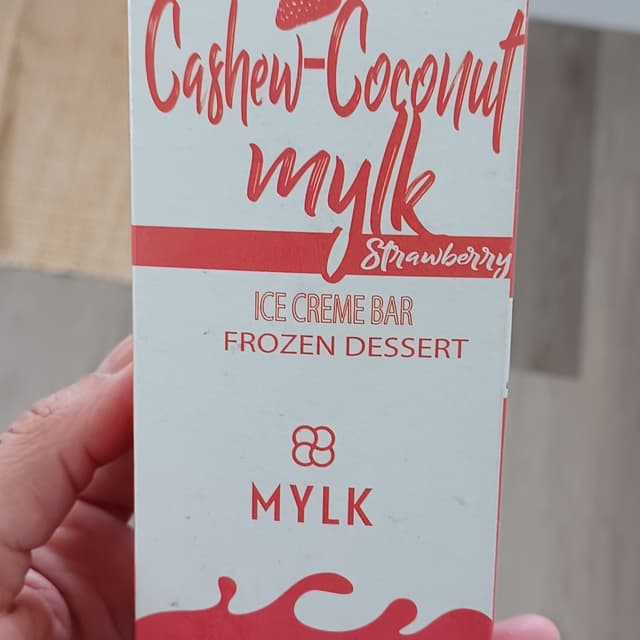 Cashew-Coconut
mylk
Strawberry
ICE CREME BAR
FROZEN DESSERT
MYLK